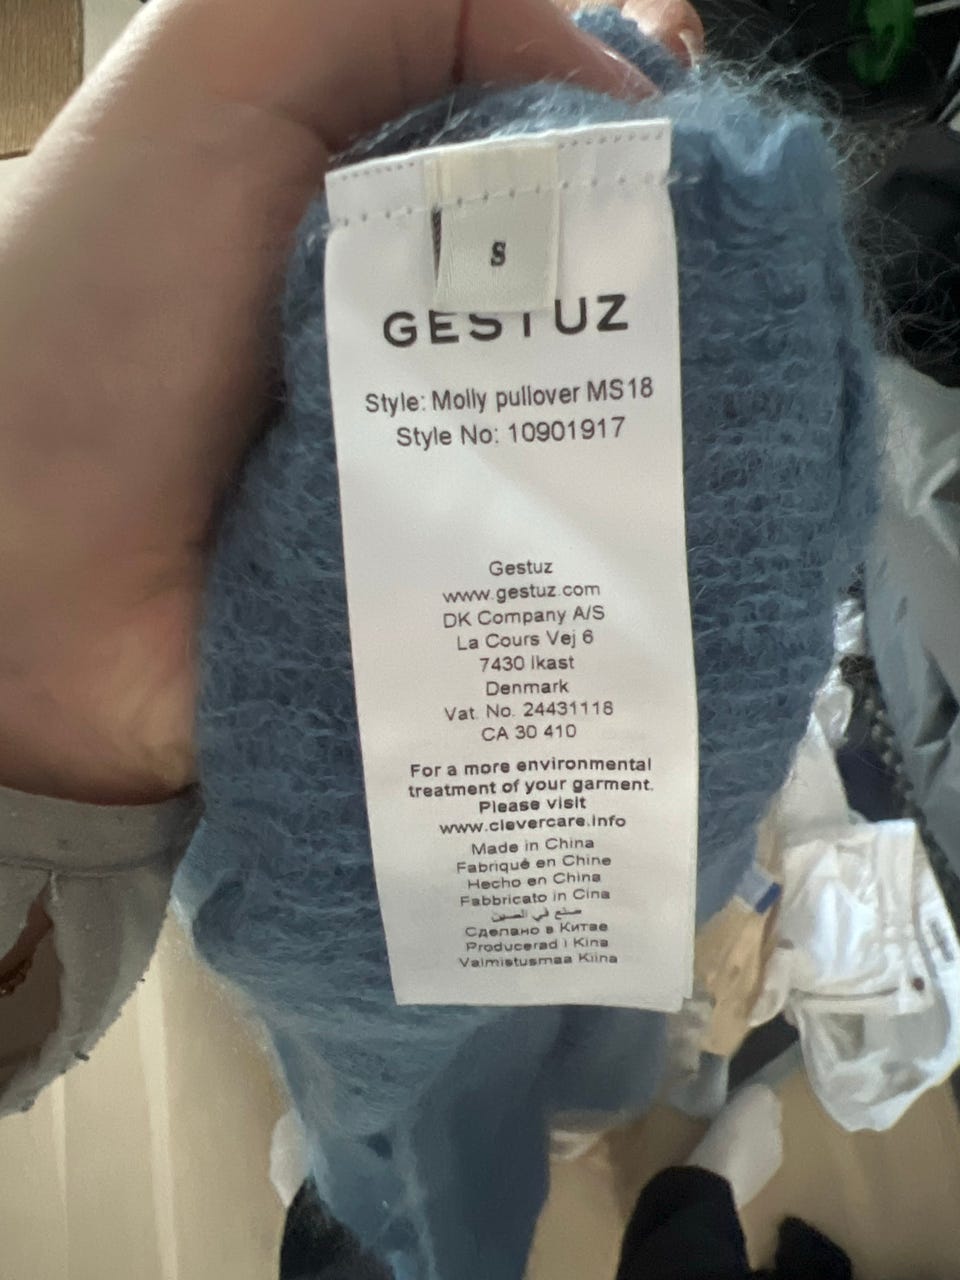 S
GESTUZ
Style: Molly pullover MS18
Style No: 10901917
Gestuz
www.gestuz.com
DK Company A/S
La Cours Vej 6
7430 Ikast
Denmark
Vat. No. 24431118
CA 30 410
For a more environmental
treatment of your garment.
Please visit
www.clevercare.info
Made in China
Fabriqué en Chine
Hecho en China
Fabbricato in Cina
صنع في الصين
Сделано в Китае
Producerad i Kina
Valmistusmaa Kiina